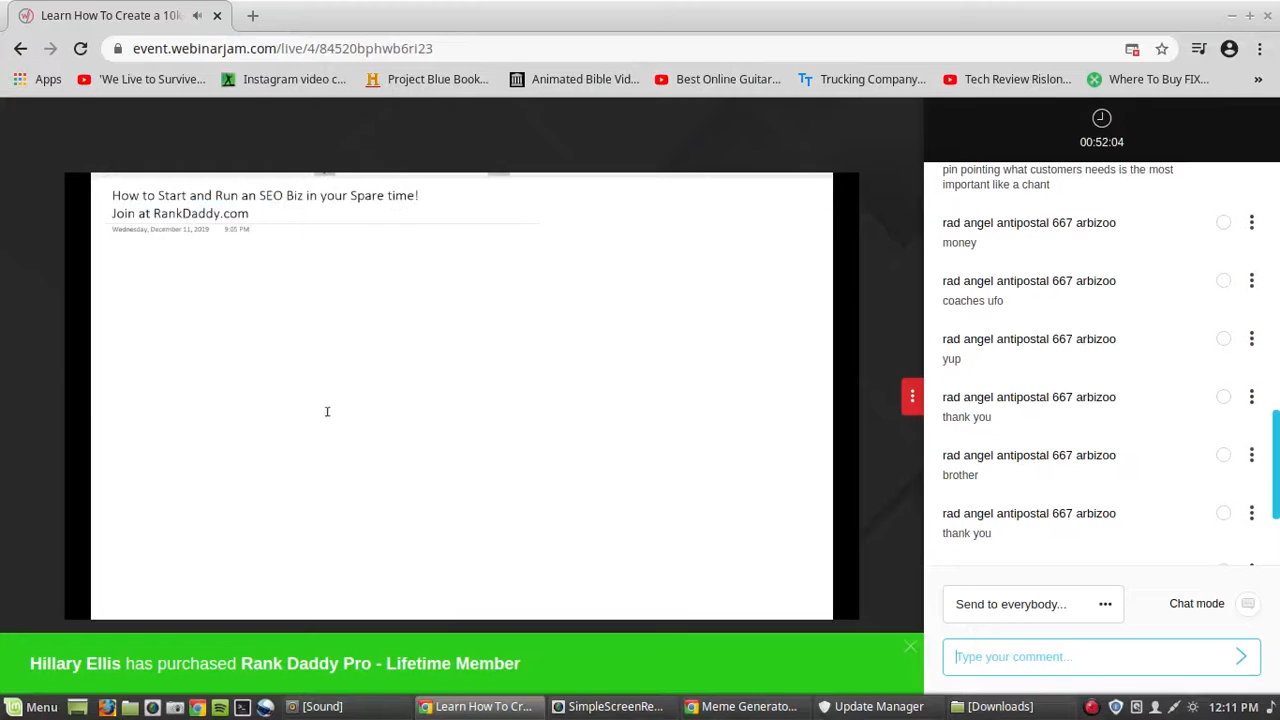 Learn How To Create a 10k
event.webinarjam.com/live/4/84520bphwb6ri23
Apps
'We Live to Survive...
Instagram video c...
Project Blue Book...
Animated Bible Vid...
Best Online Guitar...
TT
Trucking Company...
Tech Review Rislon...
Where To Buy FIX...
»
00:52:04
How to Start and Run an SEO Biz in your Spare time!
Join at RankDaddy.com
Wednesday, December 11, 2019 9:05 PM
pin pointing what customers needs is the most
important like a chant
rad angel antipostal 667 arbizoo
money
rad angel antipostal 667 arbizoo
coaches ufo
rad angel antipostal 667 arbizoo
yup
rad angel antipostal 667 arbizoo
thank you
rad angel antipostal 667 arbizoo
brother
rad angel antipostal 667 arbizoo
thank you
Send to everybody...
Chat mode
Type your comment...
Hillary Ellis has purchased Rank Daddy Pro - Lifetime Member
Menu
[Sound]
Learn How To Cr...
SimpleScreenRe...
Meme Generato...
Update Manager
[Downloads]
12:11 PM